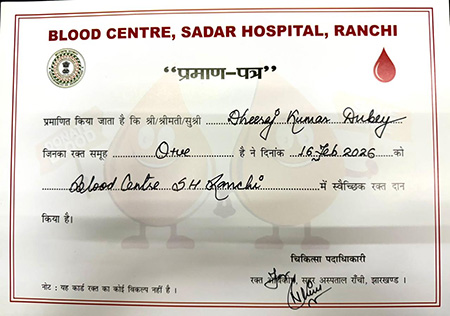 BLOOD CENTRE, SADAR HOSPITAL, RANCHI
“प्रमाण-पत्र”
प्रमाणित किया जाता है कि श्री/श्रीमती/सुश्री Dheeraj Kumar Dubey
जिनका रक्त समूह O+ve है ने दिनांक 16 Feb 2026 को
Blood Centre S H Ranchi में स्वैच्छिक रक्त दान
किया है।
चिकित्सा पदाधिकारी
रक्त अधिकोष, सदर अस्पताल राँची, झारखण्ड ।
नोट : यह कार्ड रक्त का कोई विकल्प नहीं है ।